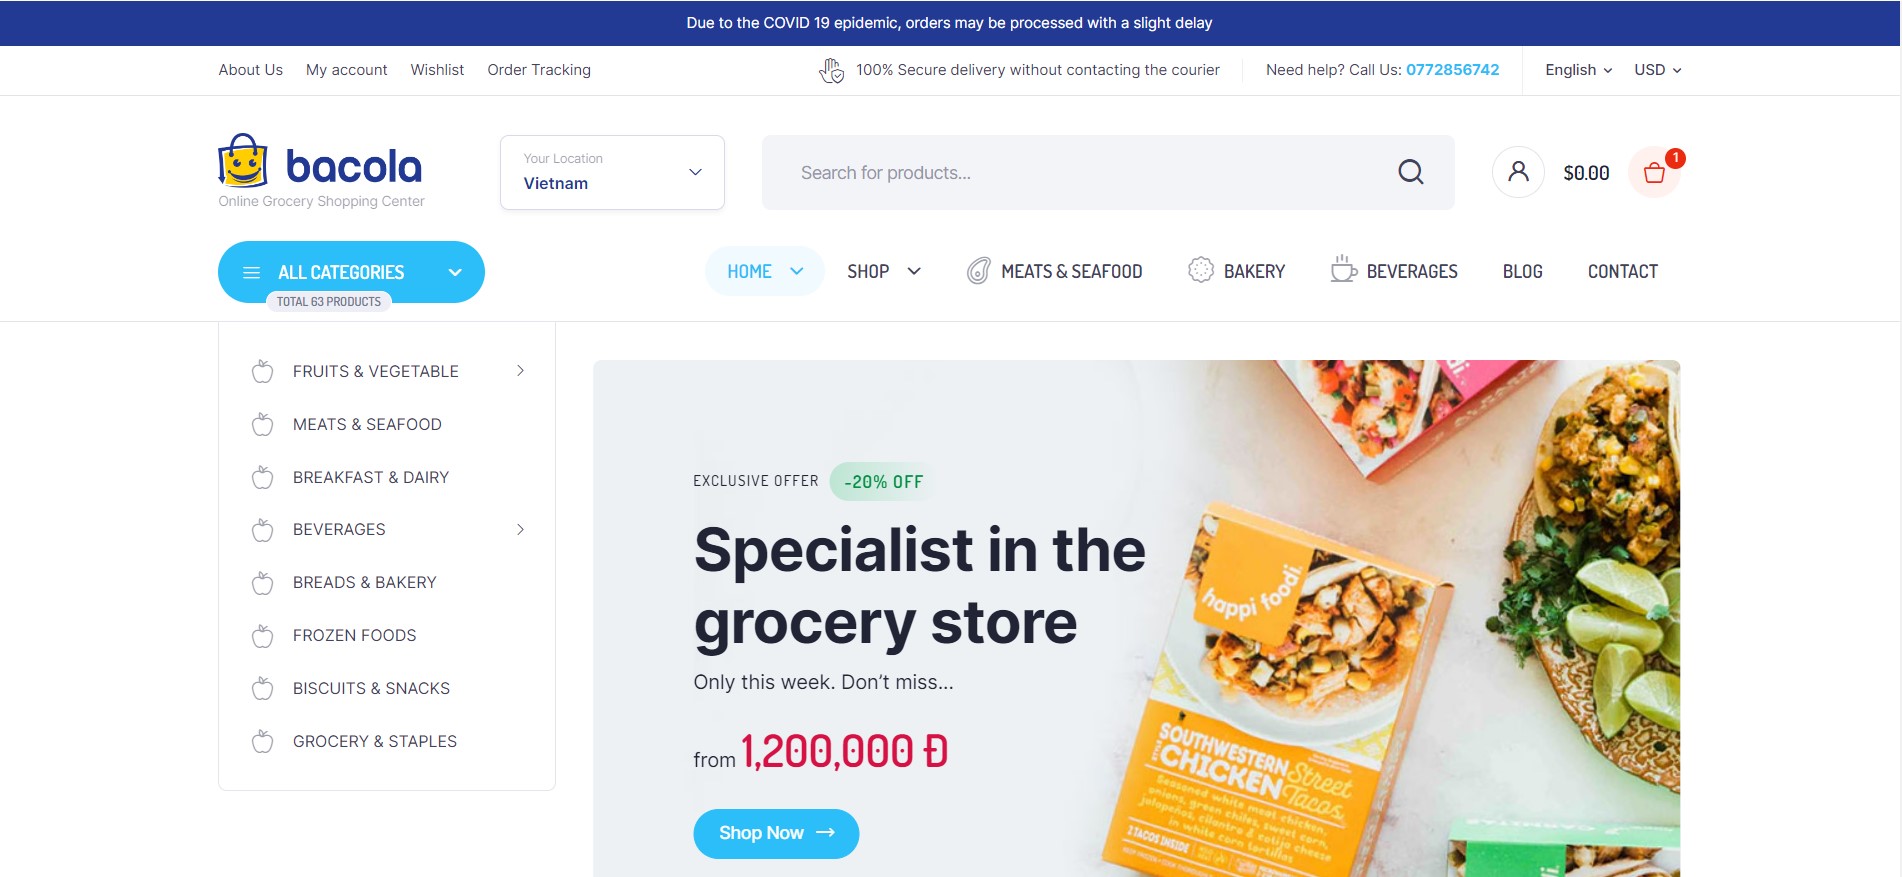 Due to the COVID 19 epidemic, orders may be processed with a slight delay
About Us My account Wishlist Order Tracking
100% Secure delivery without contacting the courier
Need help? Call Us: 0772856742
English USD
bacola
Online Grocery Shopping Center
Your Location
Vietnam
Search for products...
$0.00
1
ALL CATEGORIES
TOTAL 63 PRODUCTS
HOME SHOP MEATS & SEAFOOD BAKERY BEVERAGES BLOG CONTACT
FRUITS & VEGETABLE
MEATS & SEAFOOD
BREAKFAST & DAIRY
BEVERAGES
BREADS & BAKERY
FROZEN FOODS
BISCUITS & SNACKS
GROCERY & STAPLES
EXCLUSIVE OFFER -20% OFF
Specialist in the
grocery store
Only this week. Don’t miss...
from 1,200,000 Đ
Shop Now
happi foodi.
SOUTHWESTERN
STYLE
CHICKEN Street
Tacos
Seasoned white meat chicken,
onions, green chiles, sweet corn,
jalapeños, cilantro & cotija cheese
in white corn tortillas
2 TACOS INSIDE